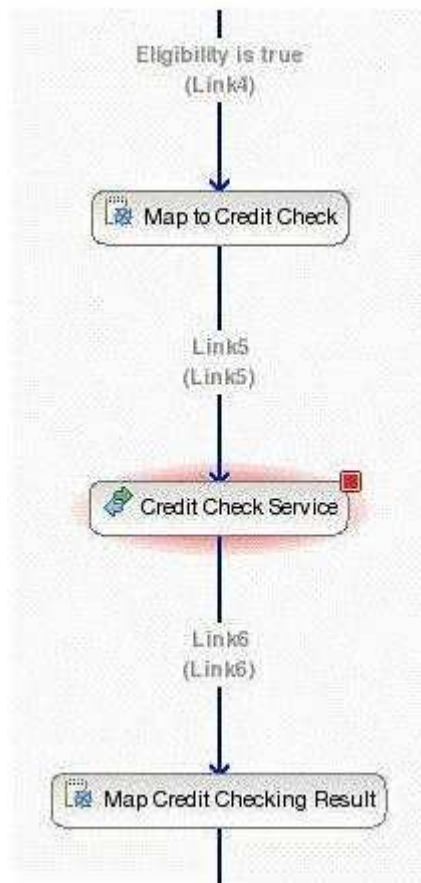 Eligibility is true
(Link4)
Map to Credit Check
Link5
(Link5)
Credit Check Service
Link6
(Link6)
Map Credit Checking Result